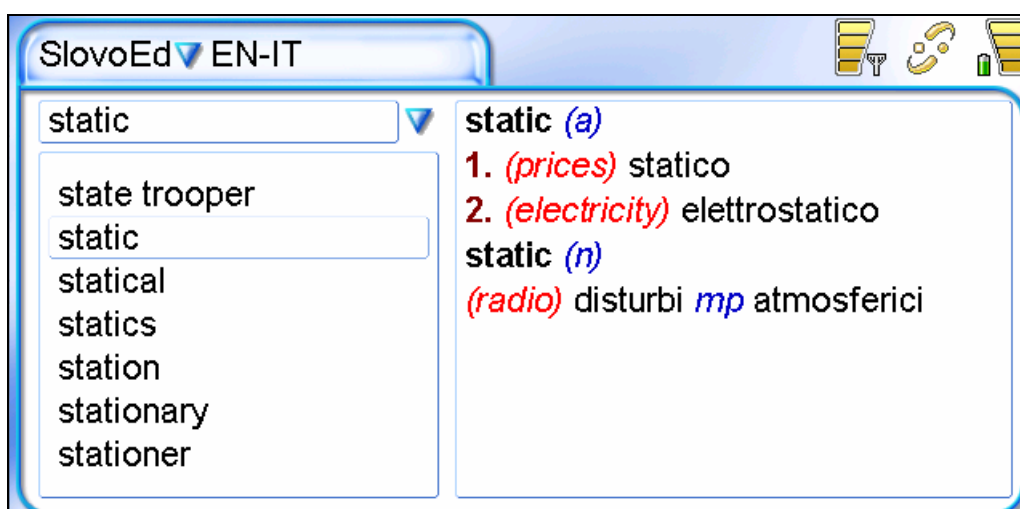 SlovoEd EN-IT
static
state trooper
static
statical
statics
station
stationary
stationer
static (a)
1. (prices) statico
2. (electricity) elettrostatico
static (n)
(radio) disturbi mp atmosferici